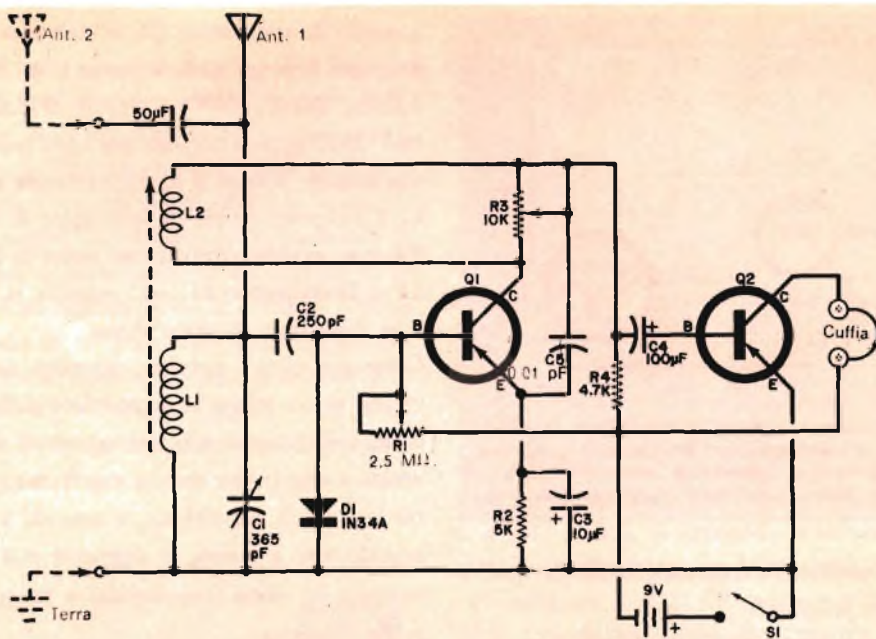 Ant. 2
Ant. 1
50µF
L2
R3
10K
Q1
C
Q2
C
C2
250pF
B
C4
100µF
B
Cuffia
C5
0.01 pF
E
R4
4.7K
E
L1
R1
2,5 MΩ.
C1
365
pF
D1
1N34A
R2
5K
C3
10µF
+
+
9V
+
S1
Terra